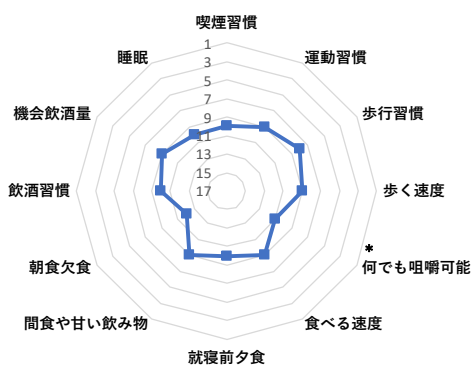 喫煙習慣
運動習慣
歩行習慣
歩く速度
*
何でも咀嚼可能
食べる速度
就寝前夕食
間食や甘い飲み物
朝食欠食
飲酒習慣
機会飲酒量
睡眠
1
3
5
7
9
11
13
15
17